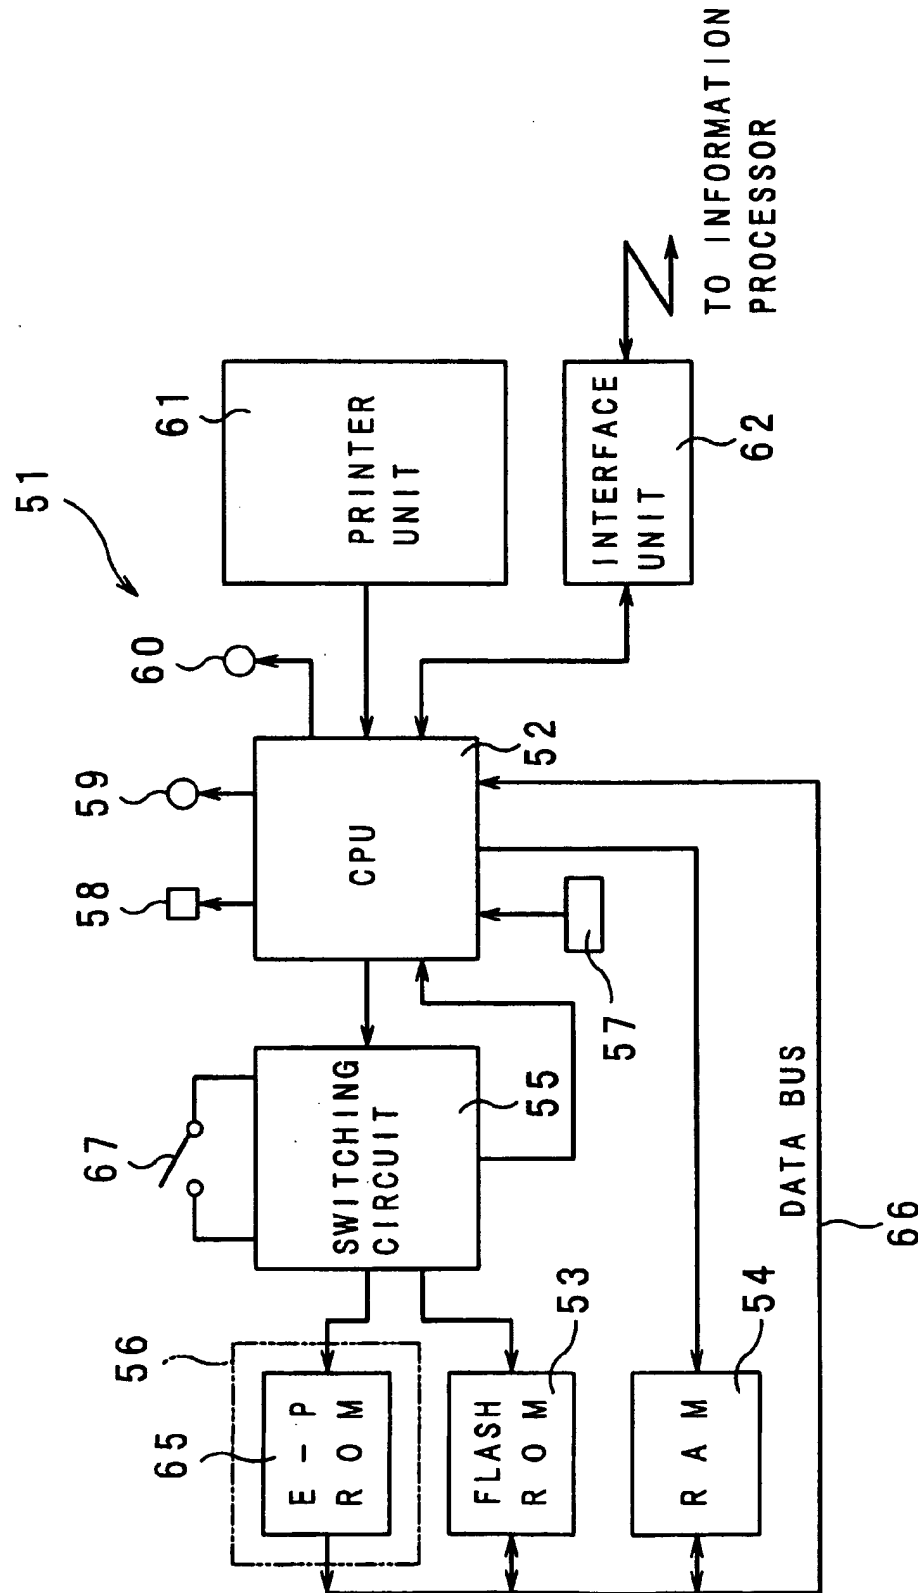 51
67
58
59
60
61
56
65
E-P
ROM
SWITCHING
CIRCUIT
55
CPU
52
PRINTER
UNIT
FLASH
ROM
53
57
INTERFACE
UNIT
62
TO INFORMATION
PROCESSOR
RAM
54
DATA BUS
66